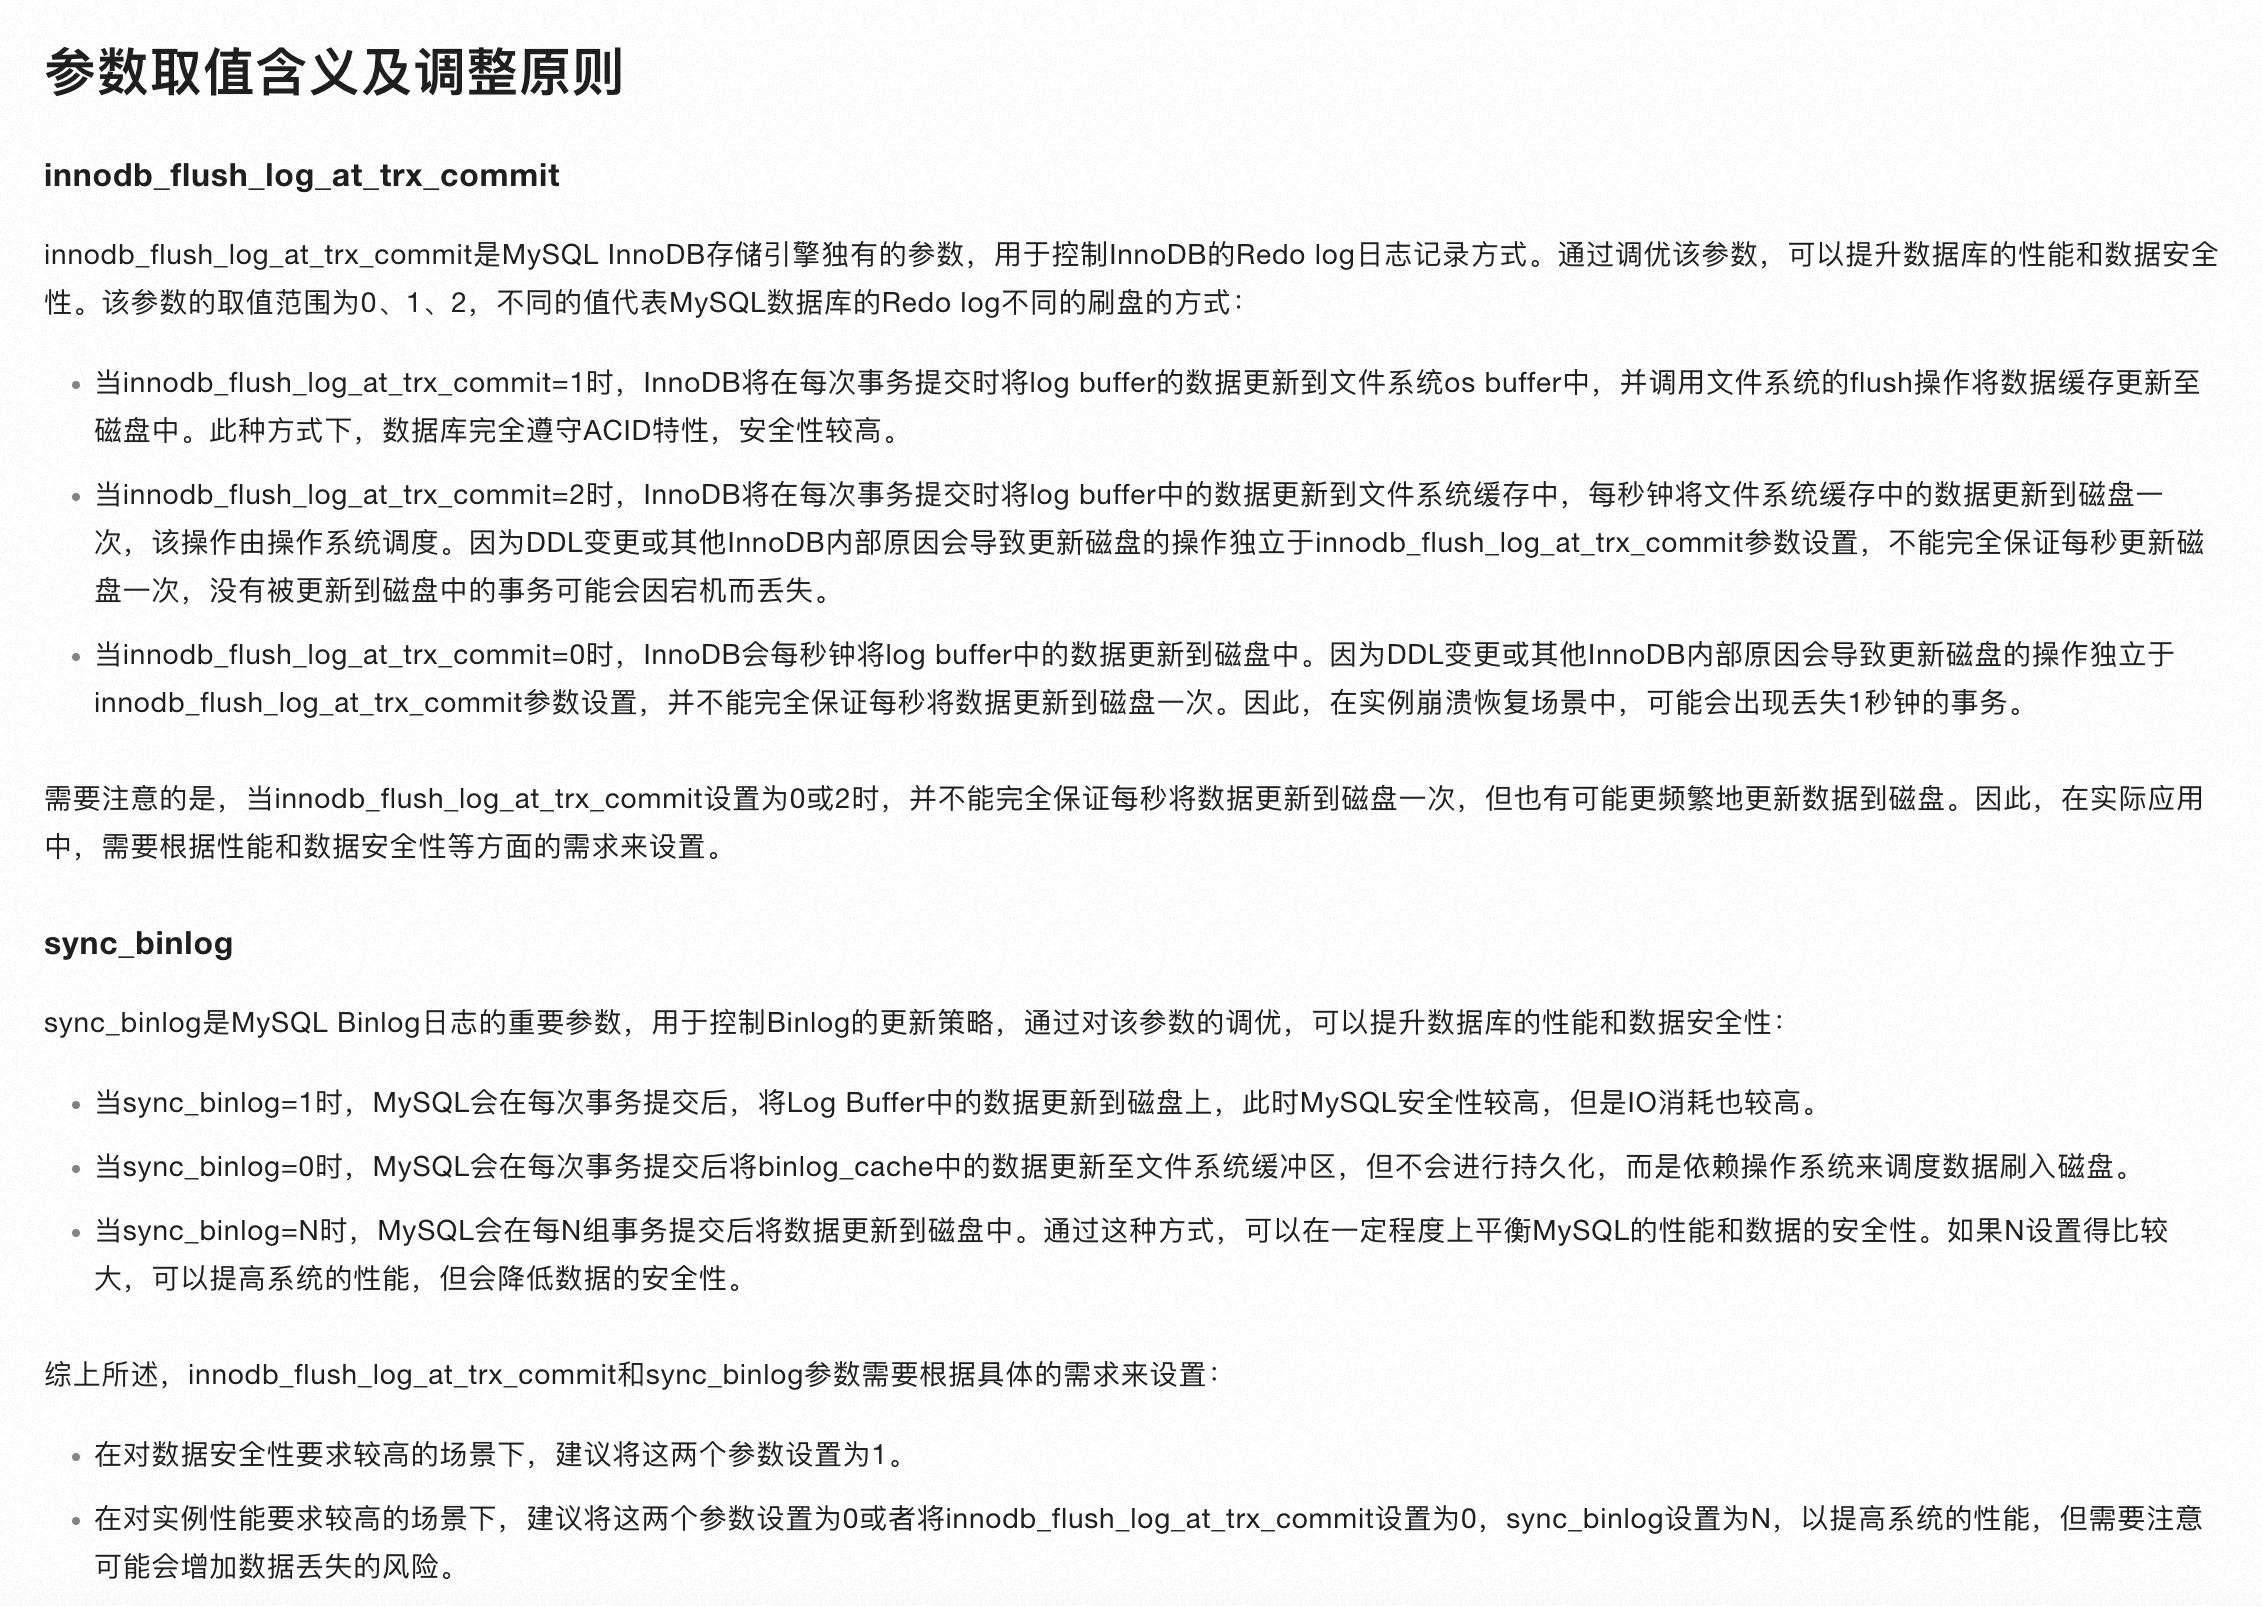 参数取值含义及调整原则
innodb_flush_log_at_trx_commit
innodb_flush_log_at_trx_commit是MySQL InnoDB存储引擎独有的参数，用于控制InnoDB的Redo log日志记录方式。通过调优该参数，可以提升数据库的性能和数据安全
性。该参数的取值范围为0、1、2，不同的值代表MySQL数据库的Redo log不同的刷盘的方式：
• 当innodb_flush_log_at_trx_commit=1时，InnoDB将在每次事务提交时将log buffer的数据更新到文件系统os buffer中，并调用文件系统的flush操作将数据缓存更新至
磁盘中。此种方式下，数据库完全遵守ACID特性，安全性较高。
• 当innodb_flush_log_at_trx_commit=2时，InnoDB将在每次事务提交时将log buffer中的数据更新到文件系统缓存中，每秒钟将文件系统缓存中的数据更新到磁盘一
次，该操作由操作系统调度。因为DDL变更或其他InnoDB内部原因会导致更新磁盘的操作独立于innodb_flush_log_at_trx_commit参数设置，不能完全保证每秒更新磁
盘一次，没有被更新到磁盘中的事务可能会因宕机而丢失。
• 当innodb_flush_log_at_trx_commit=0时，InnoDB会每秒钟将log buffer中的数据更新到磁盘中。因为DDL变更或其他InnoDB内部原因会导致更新磁盘的操作独立于
innodb_flush_log_at_trx_commit参数设置，并不能完全保证每秒将数据更新到磁盘一次。因此，在实例崩溃恢复场景中，可能会出现丢失1秒钟的事务。
需要注意的是，当innodb_flush_log_at_trx_commit设置为0或2时，并不能完全保证每秒将数据更新到磁盘一次，但也有可能更频繁地更新数据到磁盘。因此，在实际应用
中，需要根据性能和数据安全性等方面的需求来设置。
sync_binlog
sync_binlog是MySQL Binlog日志的重要参数，用于控制Binlog的更新策略，通过对该参数的调优，可以提升数据库的性能和数据安全性：
• 当sync_binlog=1时，MySQL会在每次事务提交后，将Log Buffer中的数据更新到磁盘上，此时MySQL安全性较高，但是IO消耗也较高。
• 当sync_binlog=0时，MySQL会在每次事务提交后将binlog_cache中的数据更新至文件系统缓冲区，但不会进行持久化，而是依赖操作系统来调度数据刷入磁盘。
• 当sync_binlog=N时，MySQL会在每N组事务提交后将数据更新到磁盘中。通过这种方式，可以在一定程度上平衡MySQL的性能和数据的安全性。如果N设置得比较
大，可以提高系统的性能，但会降低数据的安全性。
综上所述，innodb_flush_log_at_trx_commit和sync_binlog参数需要根据具体的需求来设置：
• 在对数据安全性要求较高的场景下，建议将这两个参数设置为1。
• 在对实例性能要求较高的场景下，建议将这两个参数设置为0或者将innodb_flush_log_at_trx_commit设置为0，sync_binlog设置为N，以提高系统的性能，但需要注意
可能会增加数据丢失的风险。